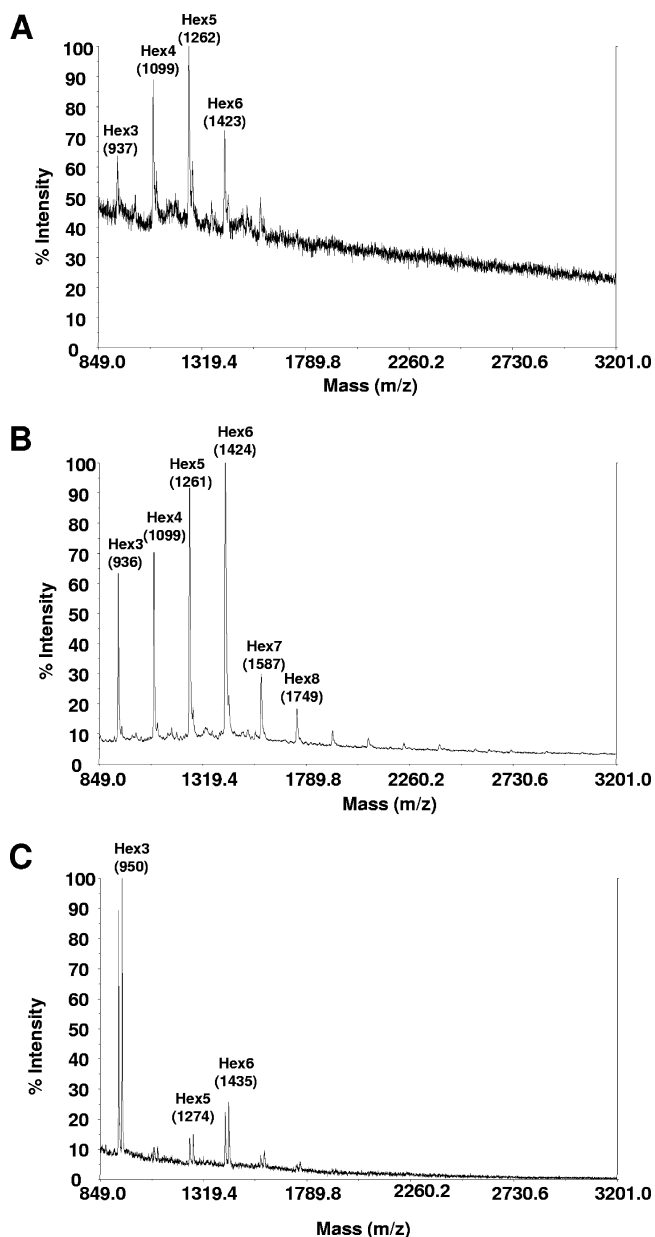 A
Hex5
(1262)
Hex4
(1099)
Hex6
(1423)
Hex3
(937)
100
90
80
70
60
50
40
30
20
10
0
% Intensity
849.0 1319.4 1789.8 2260.2 2730.6 3201.0
Mass (m/z)
B
Hex6
(1424)
Hex5
(1261)
Hex4
(1099)
Hex3
(936)
Hex7
(1587)
Hex8
(1749)
100
90
80
70
60
50
40
30
20
10
0
% Intensity
849.0 1319.4 1789.8 2260.2 2730.6 3201.0
Mass (m/z)
C
Hex3
(950)
Hex6
(1435)
Hex5
(1274)
100
90
80
70
60
50
40
30
20
10
0
% Intensity
849.0 1319.4 1789.8 2260.2 2730.6 3201.0
Mass (m/z)